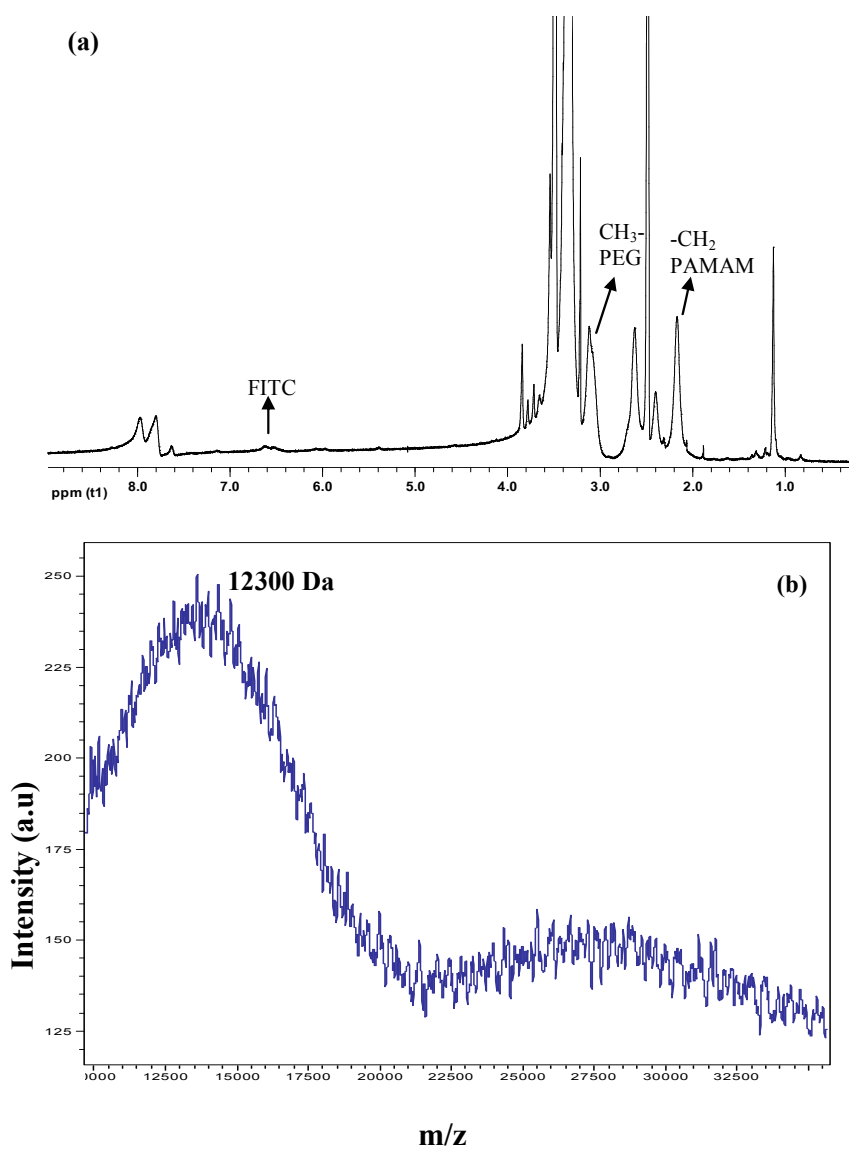 (a)
CH₃-
PEG
-CH₂
PAMAM
FITC
8.0 7.0 6.0 5.0 4.0 3.0 2.0 1.0
ppm (t1)
12300 Da
(b)
250
225
200
175
150
125
Intensity (a.u)
0000 12500 15000 17500 20000 22500 25000 27500 30000 32500
m/z